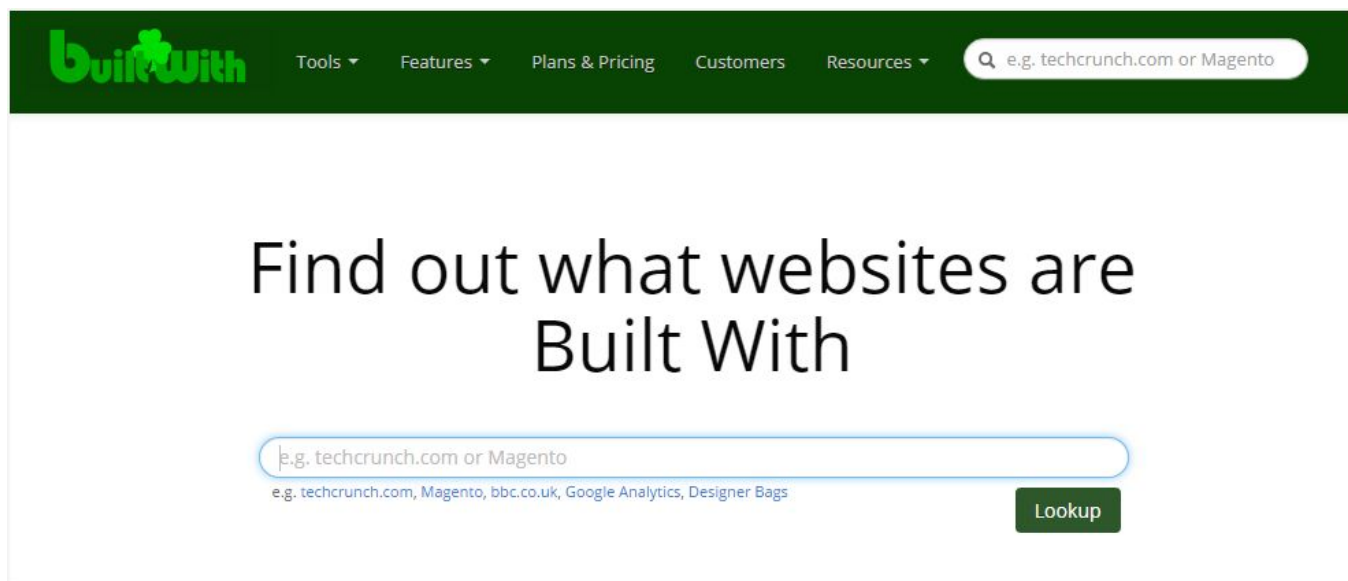 builtWith
Tools Features Plans & Pricing Customers Resources e.g. techcrunch.com or Magento
Find out what websites are
Built With
e.g. techcrunch.com or Magento
e.g. techcrunch.com, Magento, bbc.co.uk, Google Analytics, Designer Bags
Lookup